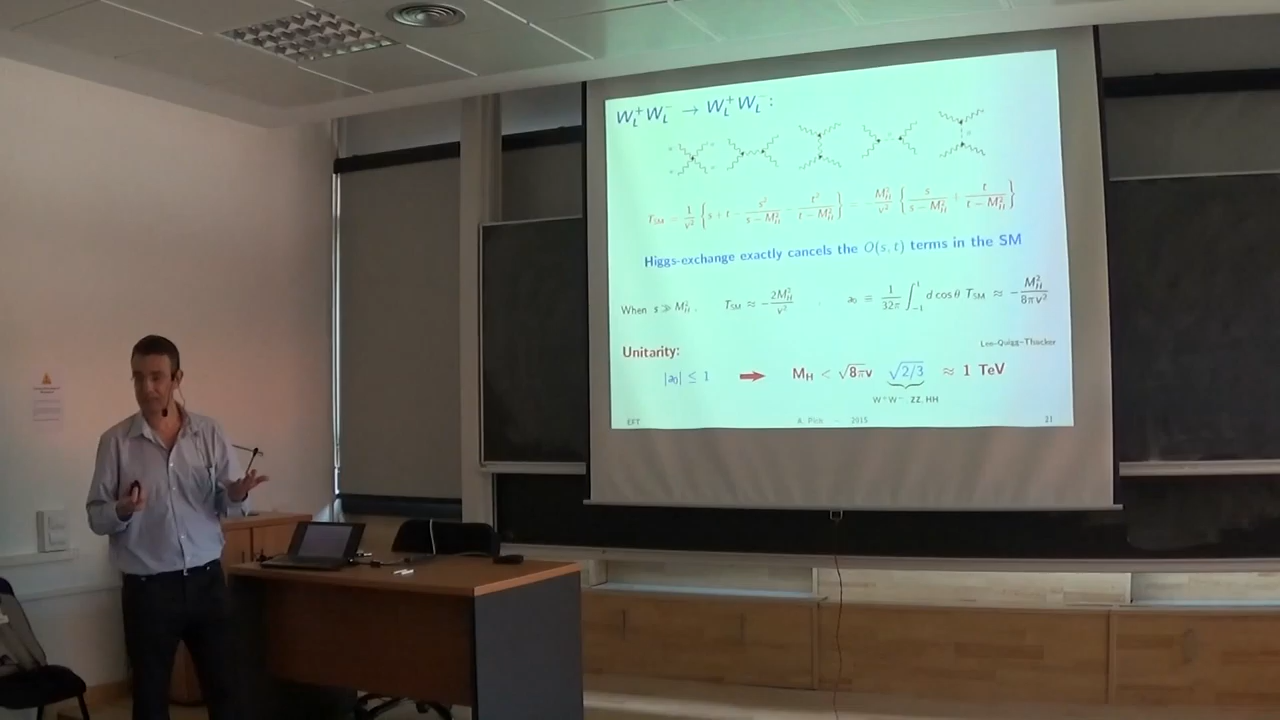 W_L^+ W_L^- → W_L^+ W_L^- :
T_SM = 1/v² { s + t − s²/(s − M_H²) − t²/(t − M_H²) } = − M_H²/v² { s/(s − M_H²) + t/(t − M_H²) }
Higgs-exchange exactly cancels the O(s, t) terms in the SM
When s ≫ M_H² , T_SM ≈ − 2M_H²/v² , a₀ ≡ 1/32π ∫_{-1}^{1} d cos θ T_SM ≈ − M_H²/8πv²
Lee-Quigg-Thacker
Unitarity:
|a₀| ≤ 1 ➡ M_H < √8π v √2/3 ≈ 1 TeV
W⁺W⁻, ZZ, HH
EFT A. Pich – 2015 21